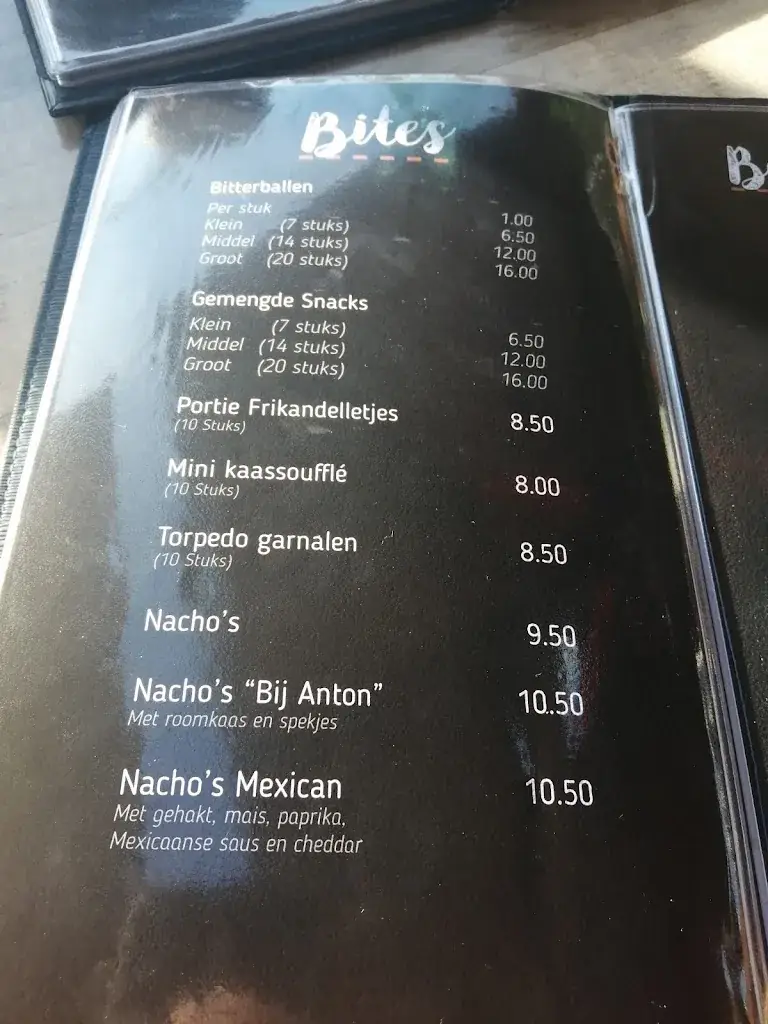 Bites
Bitterballen
Per stuk 1.00
Klein (7 stuks) 6.50
Middel (14 stuks) 12.00
Groot (20 stuks) 16.00
Gemengde Snacks
Klein (7 stuks) 6.50
Middel (14 stuks) 12.00
Groot (20 stuks) 16.00
Portie Frikandelletjes 8.50
(10 Stuks)
Mini kaassoufflé 8.00
(10 Stuks)
Torpedo garnalen 8.50
(10 Stuks)
Nacho's 9.50
Nacho's "Bij Anton" 10.50
Met roomkaas en spekjes
Nacho's Mexican 10.50
Met gehakt, mais, paprika,
Mexicaanse saus en cheddar